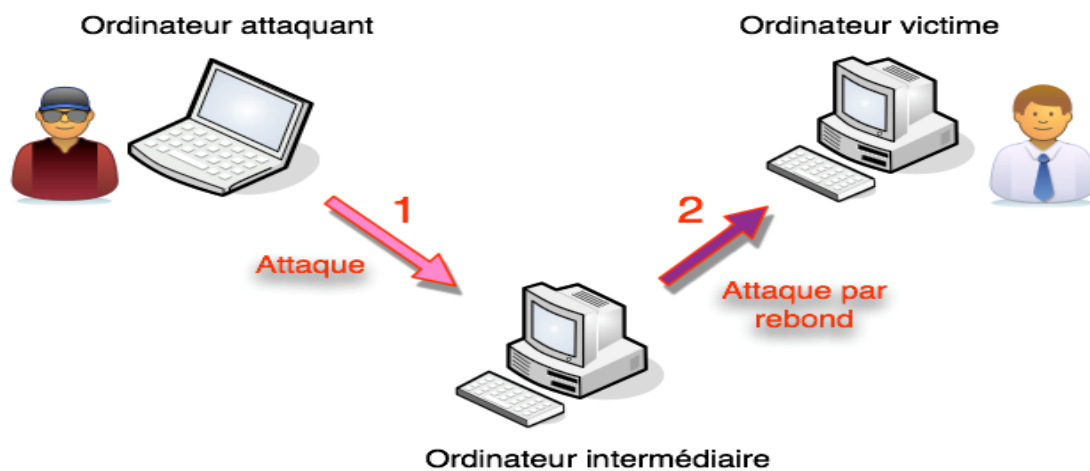 Ordinateur attaquant
Ordinateur victime
1
2
Attaque
Attaque par
rebond
Ordinateur intermédiaire